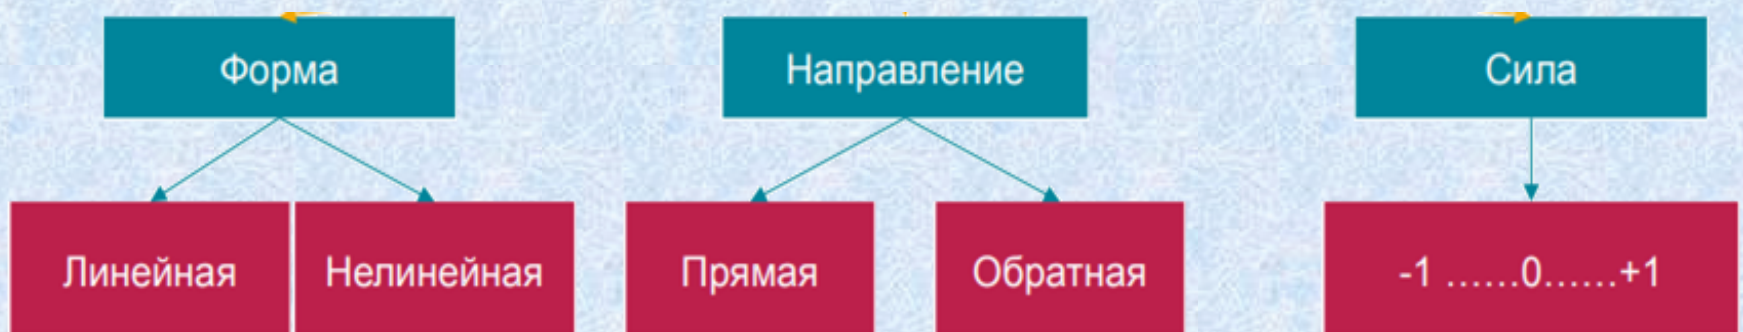 Форма
Направление
Сила
Линейная
Нелинейная
Прямая
Обратная
-1 ......0......+1